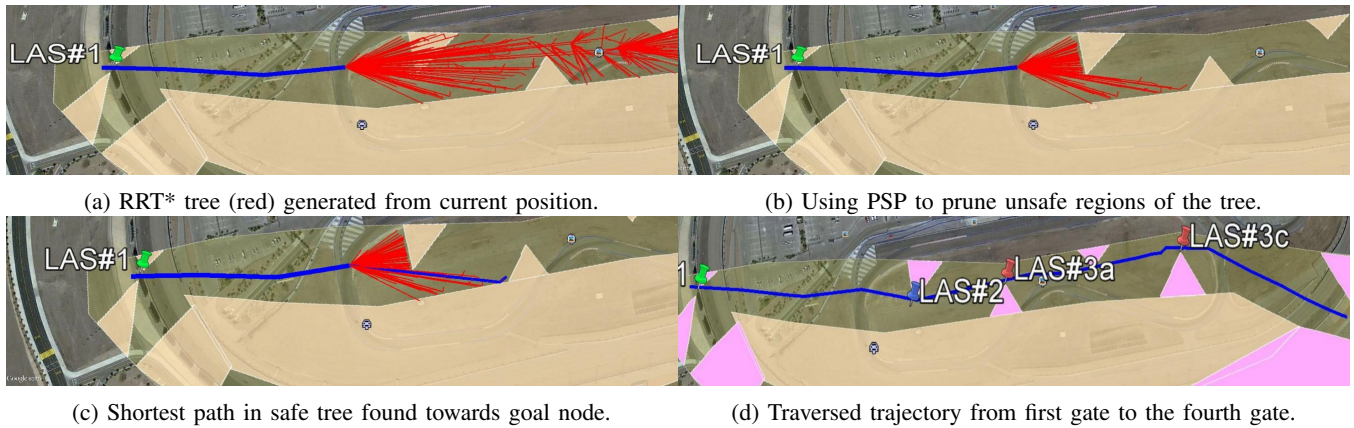 LAS#1
LAS#1
(a) RRT* tree (red) generated from current position.
(b) Using PSP to prune unsafe regions of the tree.
LAS#1
Google earth
1
LAS#2
LAS#3a
LAS#3c
(c) Shortest path in safe tree found towards goal node.
(d) Traversed trajectory from first gate to the fourth gate.